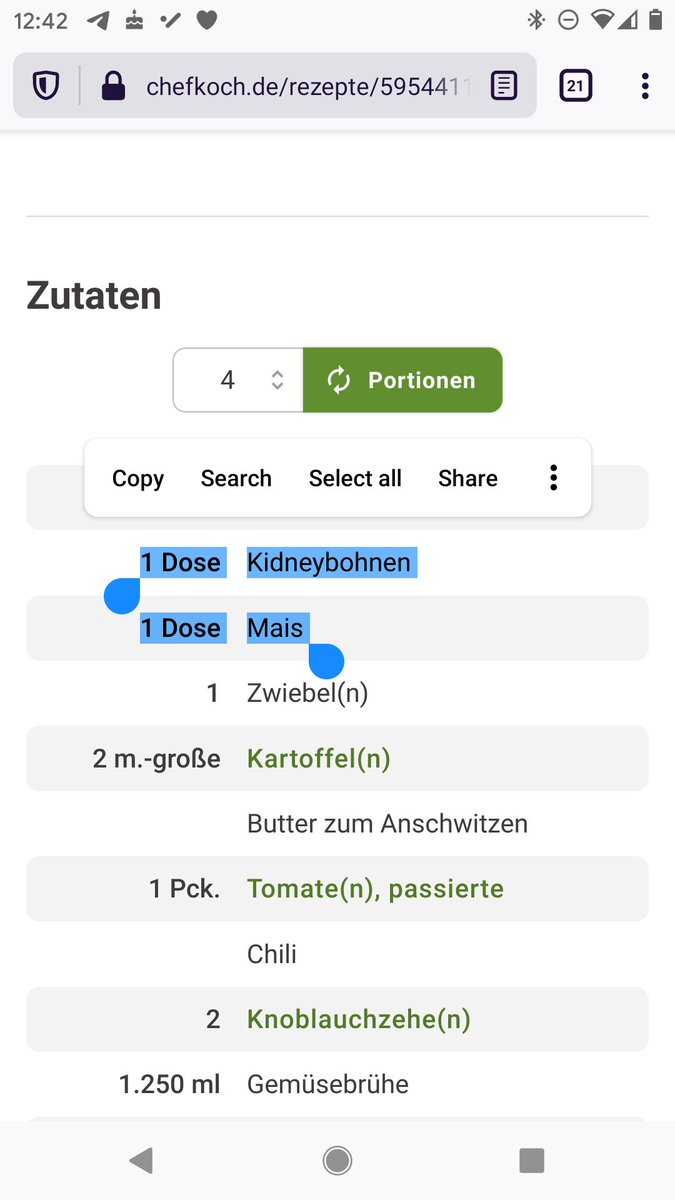 12:42
chefkoch.de/rezepte/595441
21
Zutaten
4 Portionen
Copy Search Select all Share
1 Dose Kidneybohnen
1 Dose Mais
1 Zwiebel(n)
2 m.-große Kartoffel(n)
Butter zum Anschwitzen
1 Pck. Tomate(n), passierte
Chili
2 Knoblauchzehe(n)
1.250 ml Gemüsebrühe